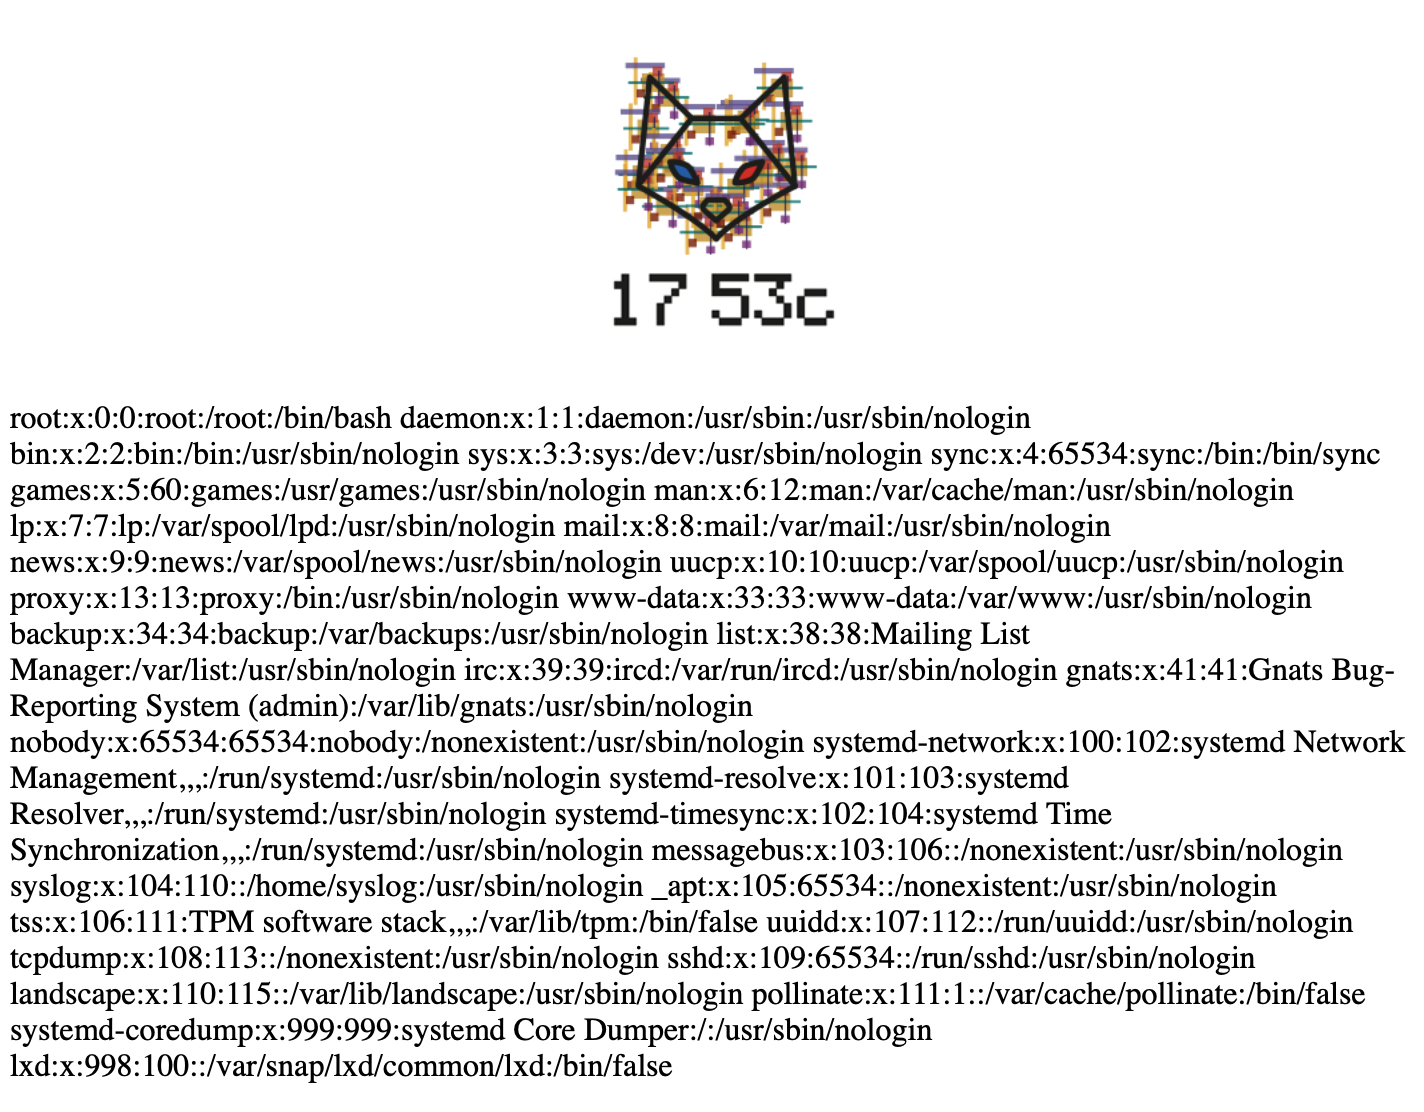 17 53c
root:x:0:0:root:/root:/bin/bash daemon:x:1:1:daemon:/usr/sbin:/usr/sbin/nologin
bin:x:2:2:bin:/bin:/usr/sbin/nologin sys:x:3:3:sys:/dev:/usr/sbin/nologin sync:x:4:65534:sync:/bin:/bin/sync
games:x:5:60:games:/usr/games:/usr/sbin/nologin man:x:6:12:man:/var/cache/man:/usr/sbin/nologin
lp:x:7:7:lp:/var/spool/lpd:/usr/sbin/nologin mail:x:8:8:mail:/var/mail:/usr/sbin/nologin
news:x:9:9:news:/var/spool/news:/usr/sbin/nologin uucp:x:10:10:uucp:/var/spool/uucp:/usr/sbin/nologin
proxy:x:13:13:proxy:/bin:/usr/sbin/nologin www-data:x:33:33:www-data:/var/www:/usr/sbin/nologin
backup:x:34:34:backup:/var/backups:/usr/sbin/nologin list:x:38:38:Mailing List
Manager:/var/list:/usr/sbin/nologin irc:x:39:39:ircd:/var/run/ircd:/usr/sbin/nologin gnats:x:41:41:Gnats Bug-
Reporting System (admin):/var/lib/gnats:/usr/sbin/nologin
nobody:x:65534:65534:nobody:/nonexistent:/usr/sbin/nologin systemd-network:x:100:102:systemd Network
Management,,,:/run/systemd:/usr/sbin/nologin systemd-resolve:x:101:103:systemd
Resolver,,,:/run/systemd:/usr/sbin/nologin systemd-timesync:x:102:104:systemd Time
Synchronization,,,:/run/systemd:/usr/sbin/nologin messagebus:x:103:106::/nonexistent:/usr/sbin/nologin
syslog:x:104:110::/home/syslog:/usr/sbin/nologin _apt:x:105:65534::/nonexistent:/usr/sbin/nologin
tss:x:106:111:TPM software stack,,,:/var/lib/tpm:/bin/false uuidd:x:107:112::/run/uuidd:/usr/sbin/nologin
tcpdump:x:108:113::/nonexistent:/usr/sbin/nologin sshd:x:109:65534::/run/sshd:/usr/sbin/nologin
landscape:x:110:115::/var/lib/landscape:/usr/sbin/nologin pollinate:x:111:1::/var/cache/pollinate:/bin/false
systemd-coredump:x:999:999:systemd Core Dumper:/:/usr/sbin/nologin
lxd:x:998:100::/var/snap/lxd/common/lxd:/bin/false